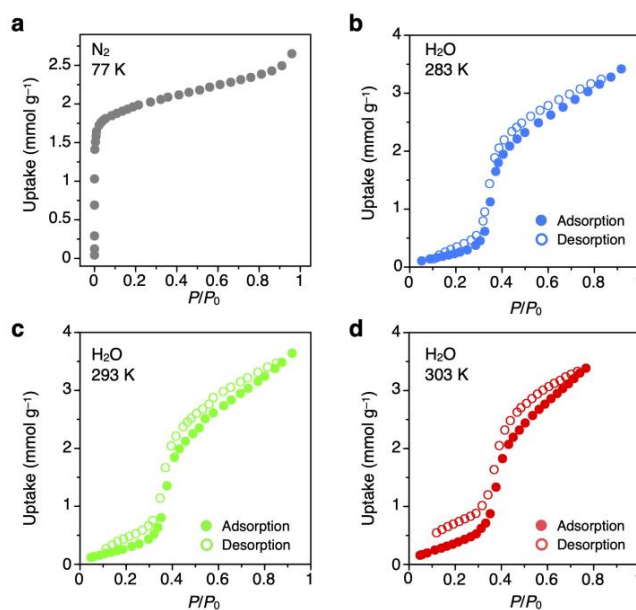 a
N₂
77 K
Uptake (mmol g⁻¹)
2.5
2
1.5
1
0.5
0
0 0.2 0.4 0.6 0.8 1
P/P₀
b
H₂O
283 K
Uptake (mmol g⁻¹)
4
3
2
1
0
Adsorption
Desorption
0 0.2 0.4 0.6 0.8 1
P/P₀
c
H₂O
293 K
Uptake (mmol g⁻¹)
4
3
2
1
0
Adsorption
Desorption
0 0.2 0.4 0.6 0.8 1
P/P₀
d
H₂O
303 K
Uptake (mmol g⁻¹)
4
3
2
1
0
Adsorption
Desorption
0 0.2 0.4 0.6 0.8 1
P/P₀